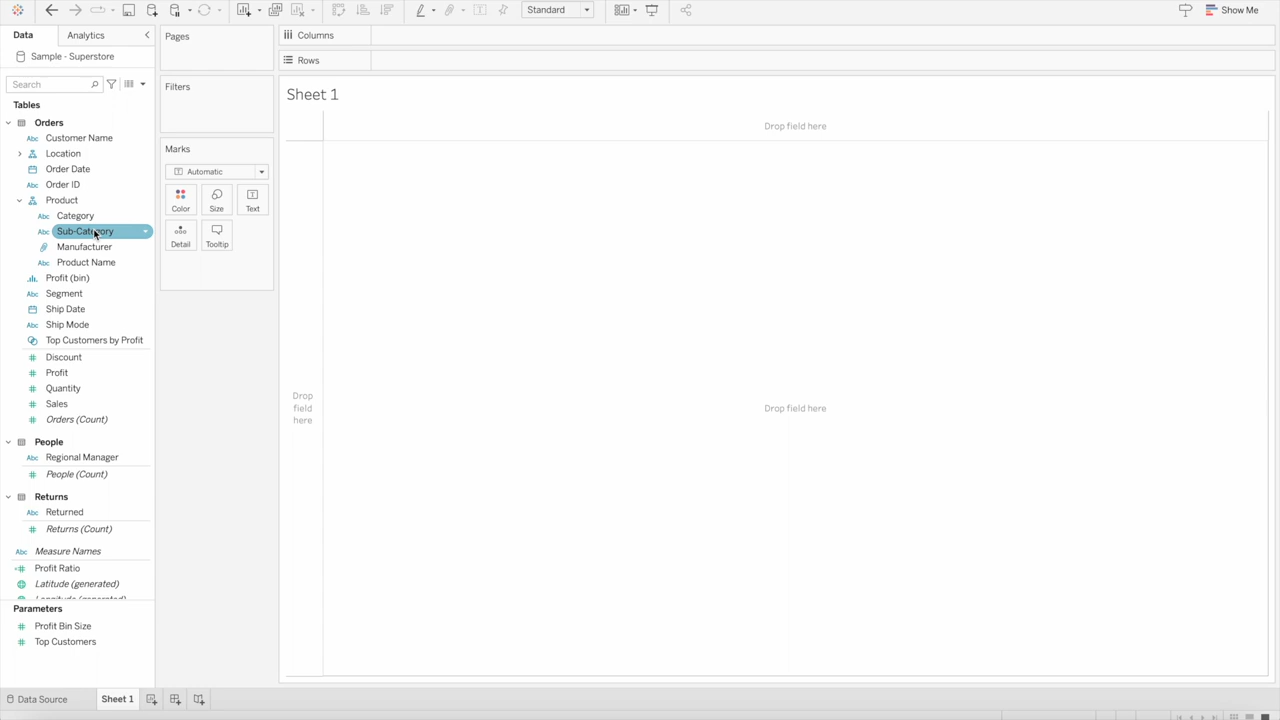 Standard
Show Me
Data
Analytics
Pages
Columns
Sample - Superstore
Rows
Search
Filters
Sheet 1
Tables
Orders
Drop field here
Customer Name
Location
Marks
Order Date
Automatic
Order ID
Product
Color
Size
Text
Category
Sub-Category
Detail
Tooltip
Manufacturer
Product Name
Profit (bin)
Segment
Ship Date
Ship Mode
Top Customers by Profit
Discount
Profit
Quantity
Drop
field
here
Drop field here
Sales
Orders (Count)
People
Regional Manager
People (Count)
Returns
Returned
Returns (Count)
Measure Names
Profit Ratio
Latitude (generated)
Parameters
Profit Bin Size
Top Customers
Data Source
Sheet 1